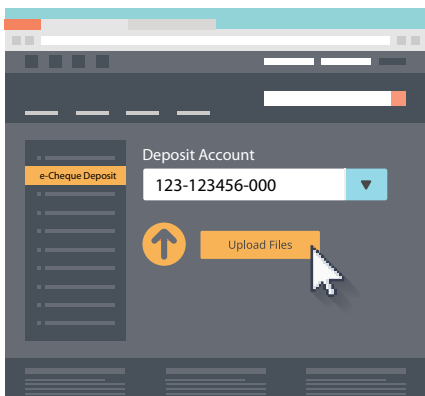 Deposit Account
e-Cheque Deposit
123-123456-000
Upload Files